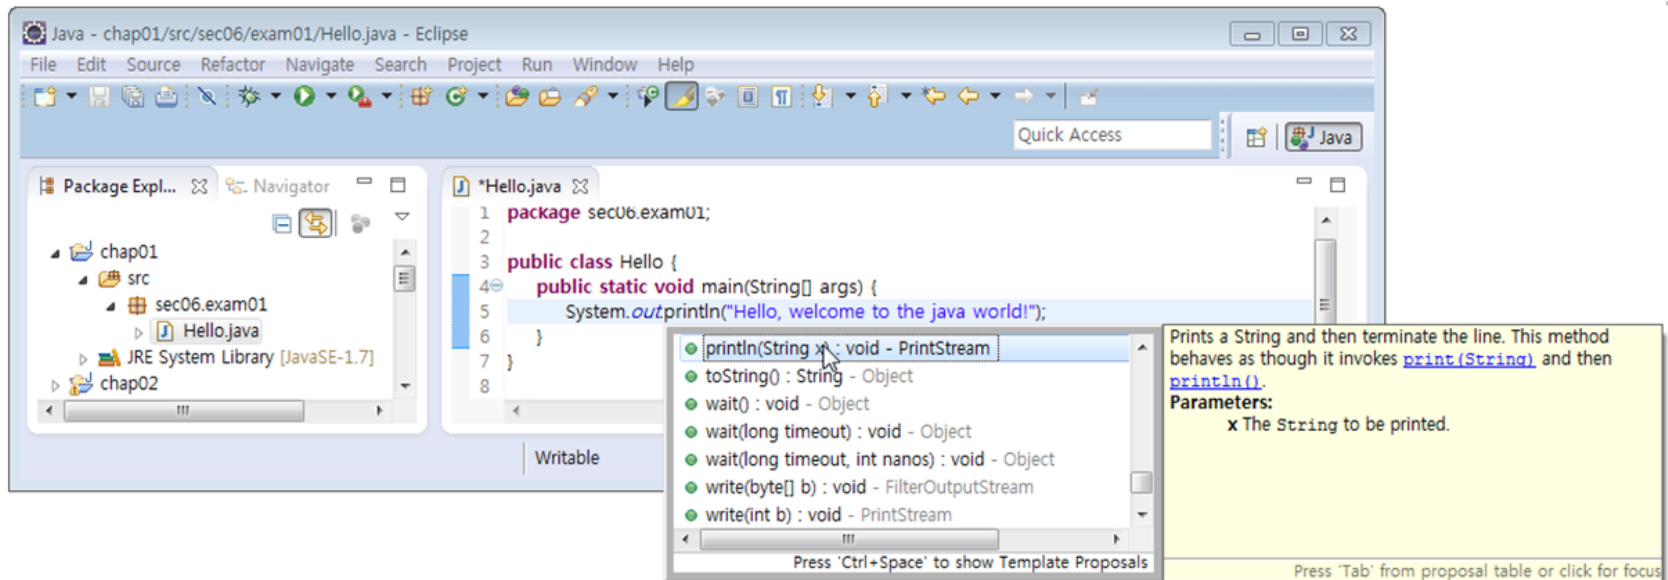 Java - chap01/src/sec06/exam01/Hello.java - Eclipse
File Edit Source Refactor Navigate Search Project Run Window Help
Quick Access
Java
Package Expl...
Navigator
chap01
src
sec06.exam01
Hello.java
JRE System Library [JavaSE-1.7]
chap02
*Hello.java
1 package sec06.exam01;
2
3 public class Hello {
4 public static void main(String[] args) {
5 System.out.println("Hello, welcome to the java world!");
6 }
7 }
8
Writable
println(String x) : void - PrintStream
toString() : String - Object
wait() : void - Object
wait(long timeout) : void - Object
wait(long timeout, int nanos) : void - Object
write(byte[] b) : void - FilterOutputStream
write(int b) : void - PrintStream
Press 'Ctrl+Space' to show Template Proposals
Prints a String and then terminate the line. This method
behaves as though it invokes print(String) and then
println().
Parameters:
x The String to be printed.
Press 'Tab' from proposal table or click for focus